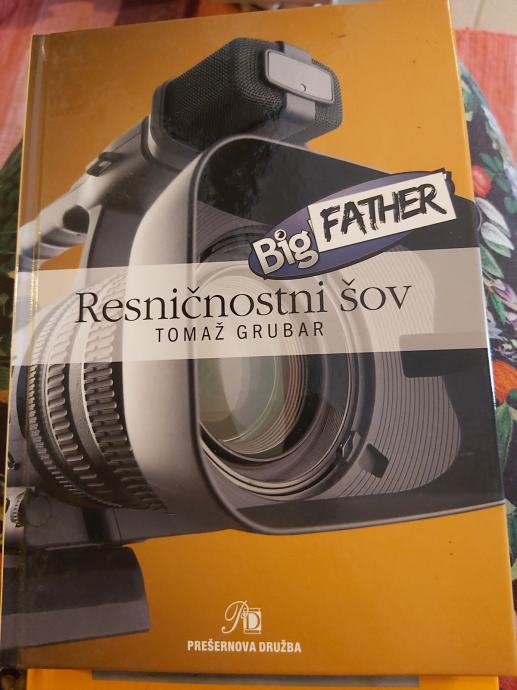 Big FATHER
Resničnostni šov
TOMAŽ GRUBAR
PD
PREŠERNOVA DRUŽBA